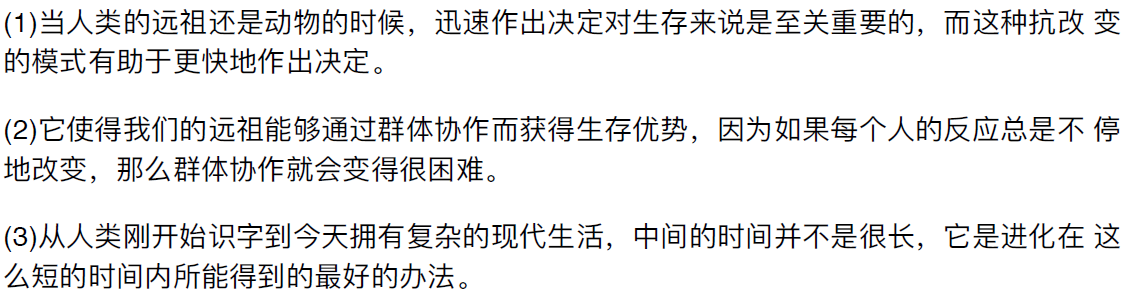 (1)当人类的远祖还是动物的时候，迅速作出决定对生存来说是至关重要的，而这种抗改 变
的模式有助于更快地作出决定。
(2)它使得我们的远祖能够通过群体协作而获得生存优势，因为如果每个人的反应总是不 停
地改变，那么群体协作就会变得很困难。
(3)从人类刚开始识字到今天拥有复杂的现代生活，中间的时间并不是很长，它是进化在 这
么短的时间内所能得到的最好的办法。